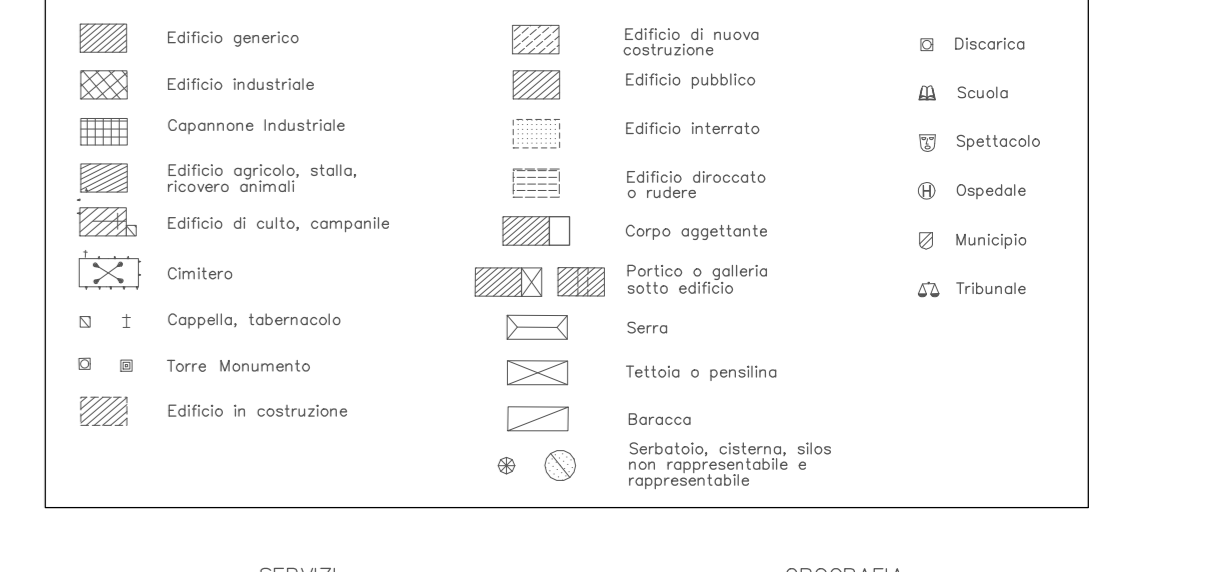 Edificio generico
Edificio industriale
Capannone Industriale
Edificio agricolo, stalla,
ricovero animali
Edificio di culto, campanile
Cimitero
Cappella, tabernacolo
Torre Monumento
Edificio in costruzione
Edificio di nuova
costruzione
Edificio pubblico
Edificio interrato
Edificio diroccato
o rudere
Corpo aggettante
Portico o galleria
sotto edificio
Serra
Tettoia o pensilina
Baracca
Serbatoio, cisterna, silos
non rappresentabile e
rappresentabile
Discarica
Scuola
Spettacolo
H Ospedale
Municipio
Tribunale
SERVIZI
OROGRAFIA